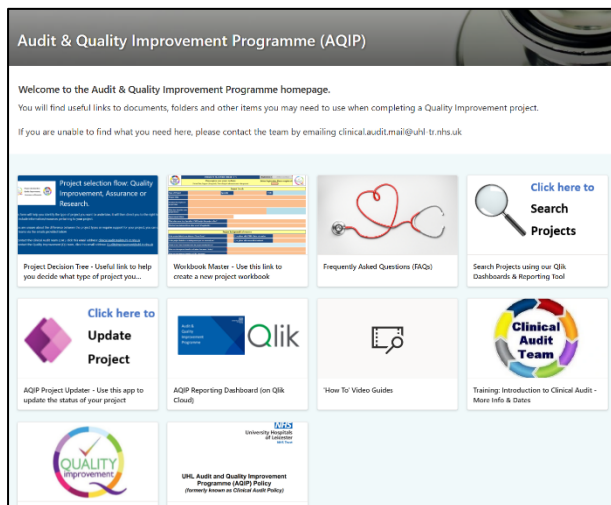 Audit & Quality Improvement Programme (AQIP)
Welcome to the Audit & Quality Improvement Programme homepage.
You will find useful links to documents, folders and other items you may need to use when completing a Quality Improvement project.
If you are unable to find what you need here, please contact the team by emailing clinical.audit.mail@uhl-tr.nhs.uk
Project selection flow: Quality
Improvement, Assurance or
Research.
Project Decision Tree - Useful link to help
you decide what type of project you...
Workbook Master - Use this link to
create a new project workbook
Frequently Asked Questions (FAQs)
Click here to
Search
Projects
Search Projects using our Qlik
Dashboards & Reporting Tool
Click here to
Update
Project
AQIP Project Updater - Use this app to
update the status of your project
Audit &
Quality
Improvement
Programme
Qlik
AQIP Reporting Dashboard (on Qlik
Cloud)
'How To' Video Guides
Clinical
Audit
Team
Training: Introduction to Clinical Audit -
More Info & Dates
QUALITY
improvement
NHS
University Hospitals
of Leicester
NHS Trust
UHL Audit and Quality Improvement
Programme (AQIP) Policy
(formerly known as Clinical Audit Policy)